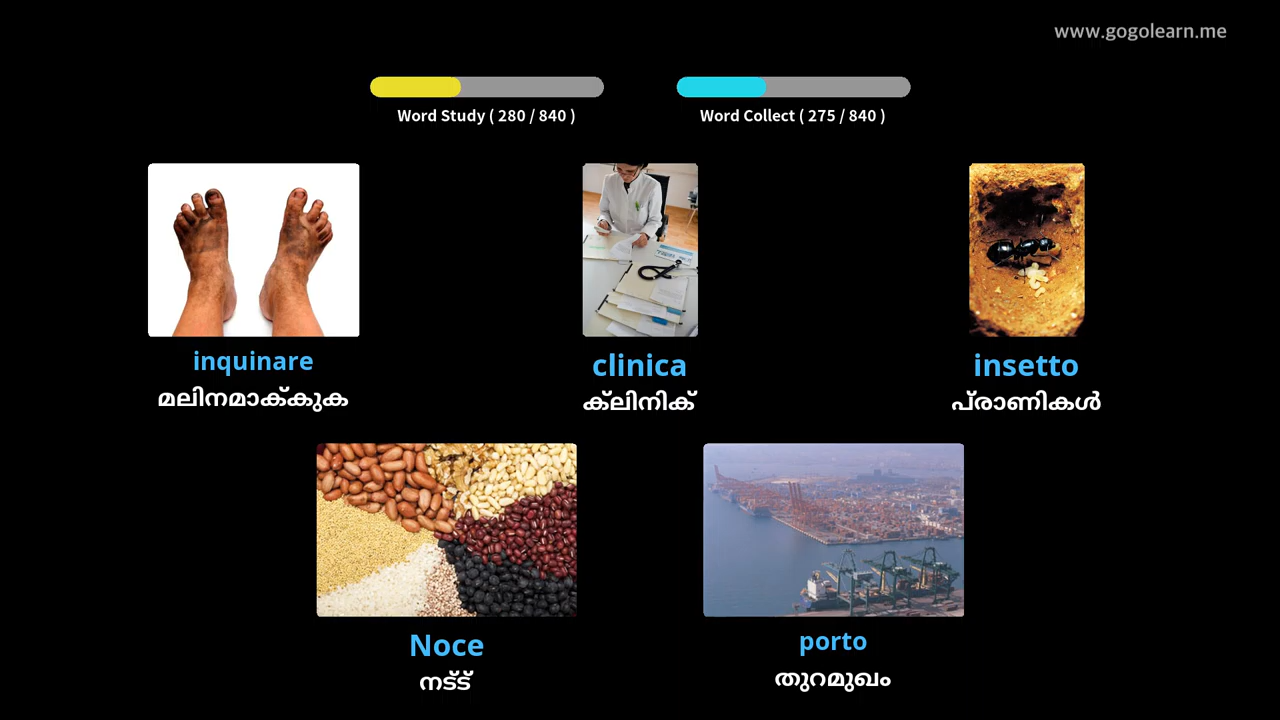 www.gogolearn.me
Word Study ( 280 / 840 )
Word Collect ( 275 / 840 )
inquinare
മലിനമാക്കുക
clinica
ക്ലിനിക്
insetto
പ്രാണികൾ
Noce
നട്ട്
porto
തുറമുഖം